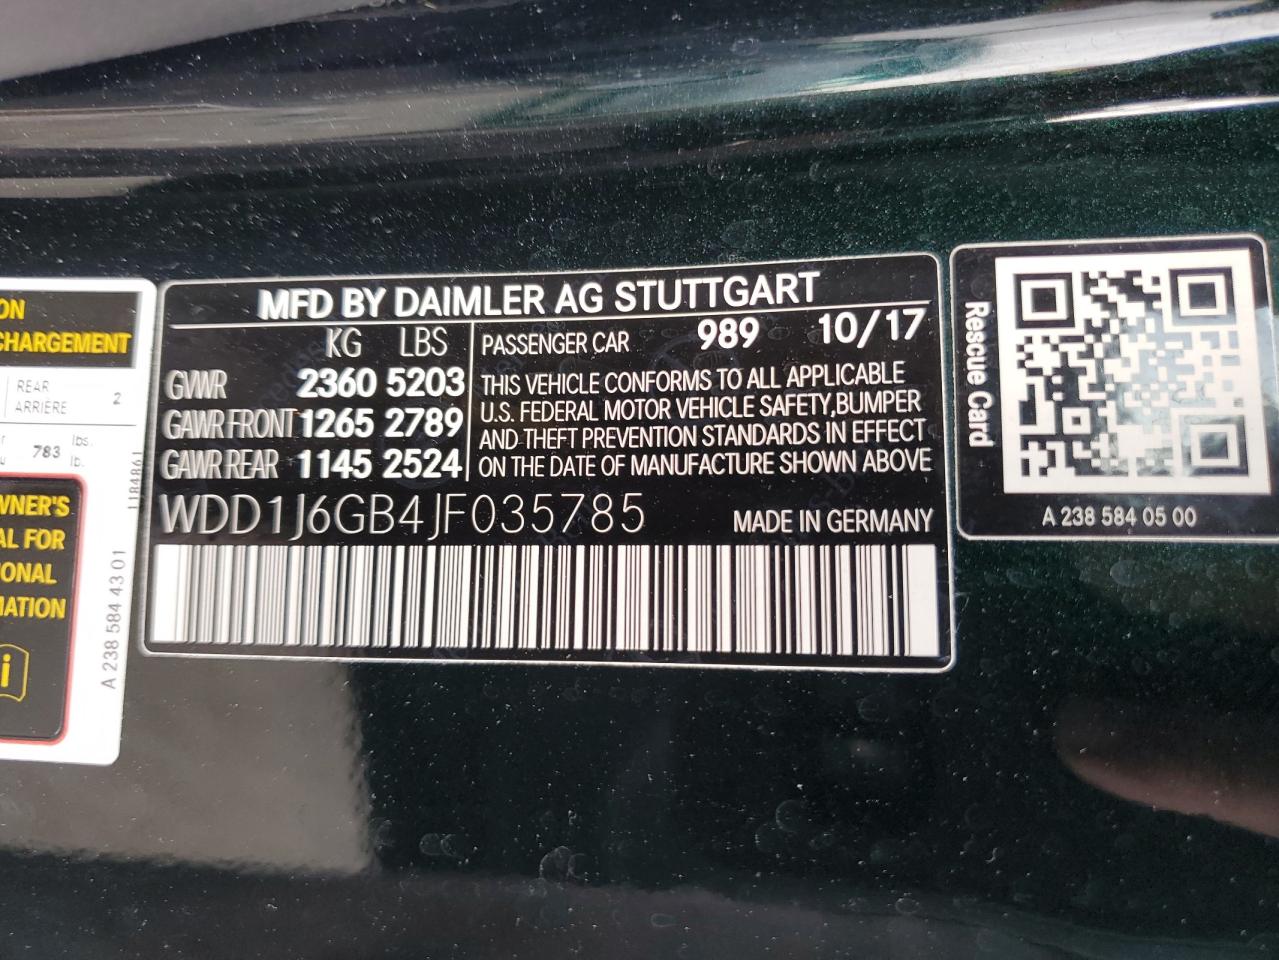 ON
CHARGEMENT
REAR
ARRIÈRE
2
783 lbs.
lb.
1184861
WNER'S
AL FOR
IONAL
MATION
i
A 238 584 43 01
MFD BY DAIMLER AG STUTTGART
KG LBS
GVWR 2360 5203
GAWR FRONT 1265 2789
GAWR REAR 1145 2524
PASSENGER CAR 989 10/17
THIS VEHICLE CONFORMS TO ALL APPLICABLE
U.S. FEDERAL MOTOR VEHICLE SAFETY,BUMPER
AND THEFT PREVENTION STANDARDS IN EFFECT
ON THE DATE OF MANUFACTURE SHOWN ABOVE
WDD1J6GB4JF035785
MADE IN GERMANY
Rescue Card
A 238 584 05 00